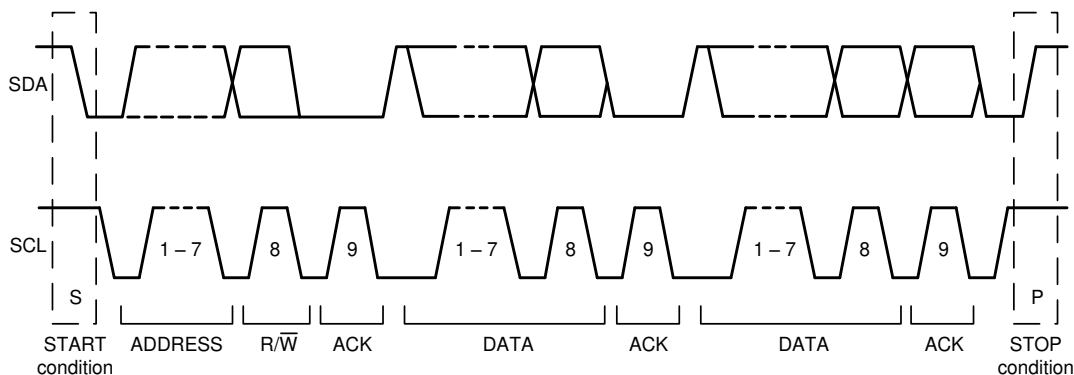 SDA
SCL
1 – 7 8 9 1 – 7 8 9 1 – 7 8 9
S P
START condition ADDRESS R/W̅ ACK DATA ACK DATA ACK STOP condition